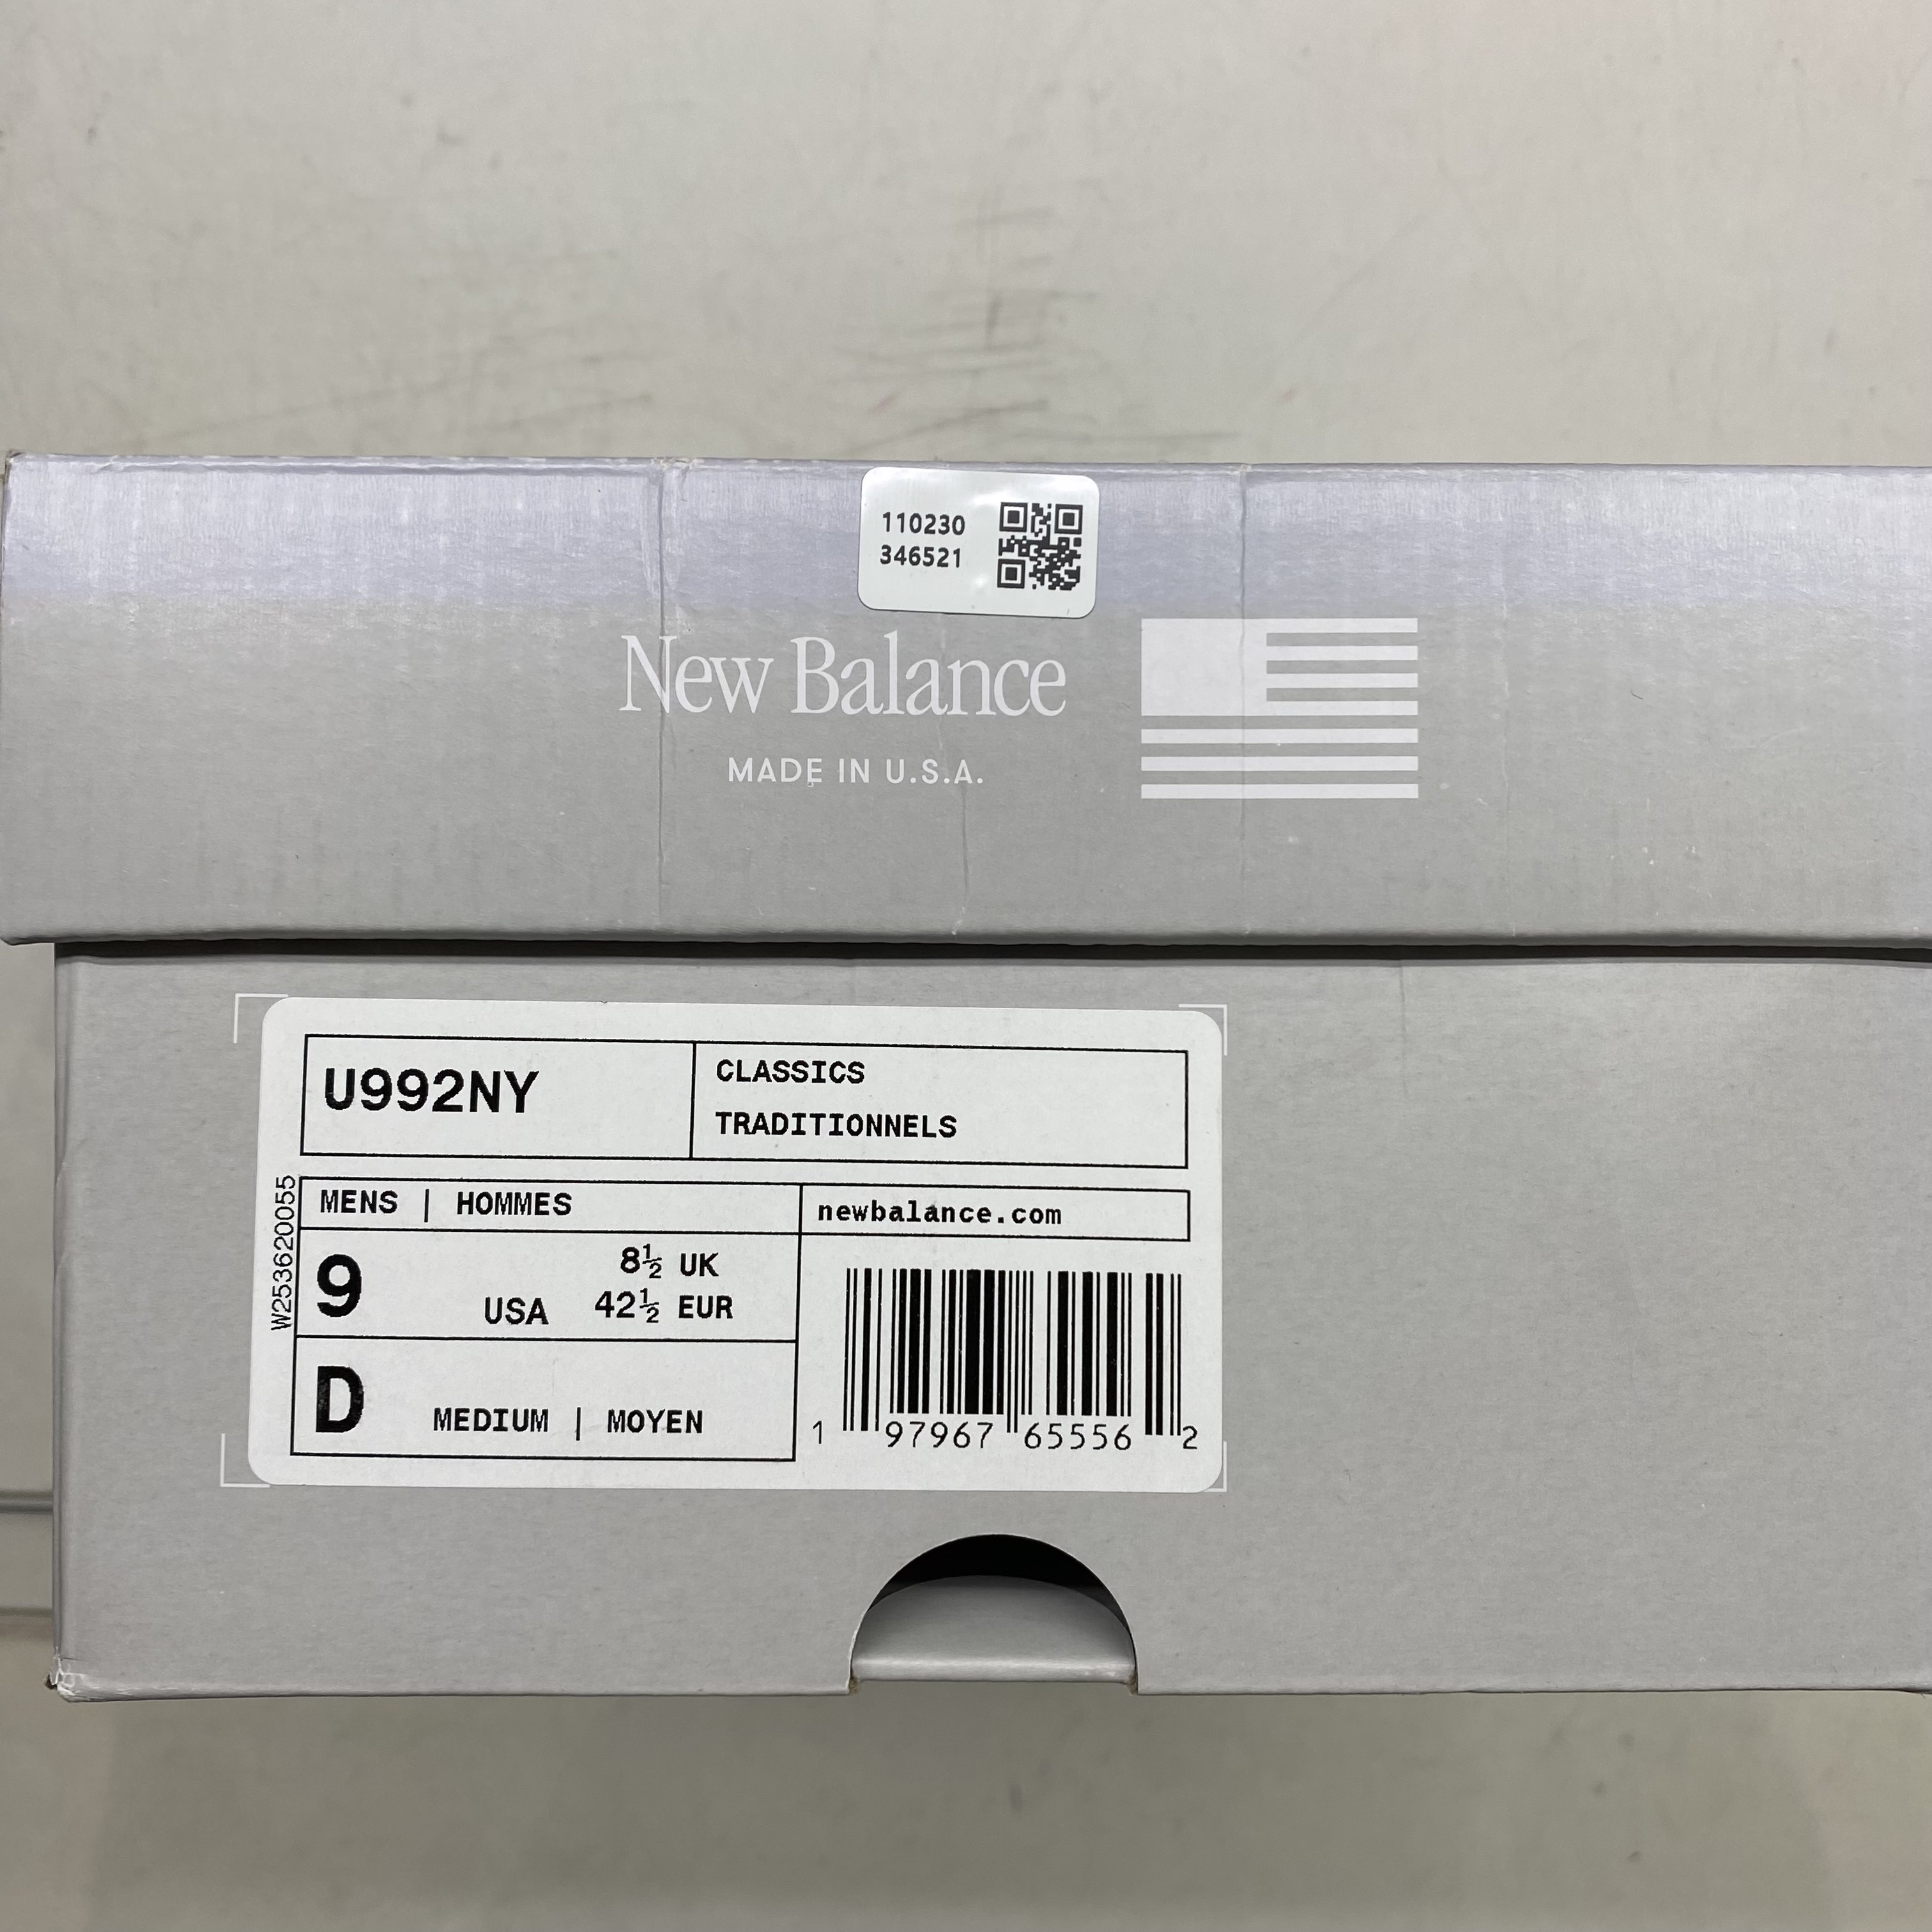 110230
346521
New Balance
MADE IN U.S.A.
U992NY
CLASSICS
TRADITIONNELS
W253620055
MENS | HOMMES
newbalance.com
9 USA
8½ UK
42½ EUR
D MEDIUM | MOYEN
1 97967 65556 2